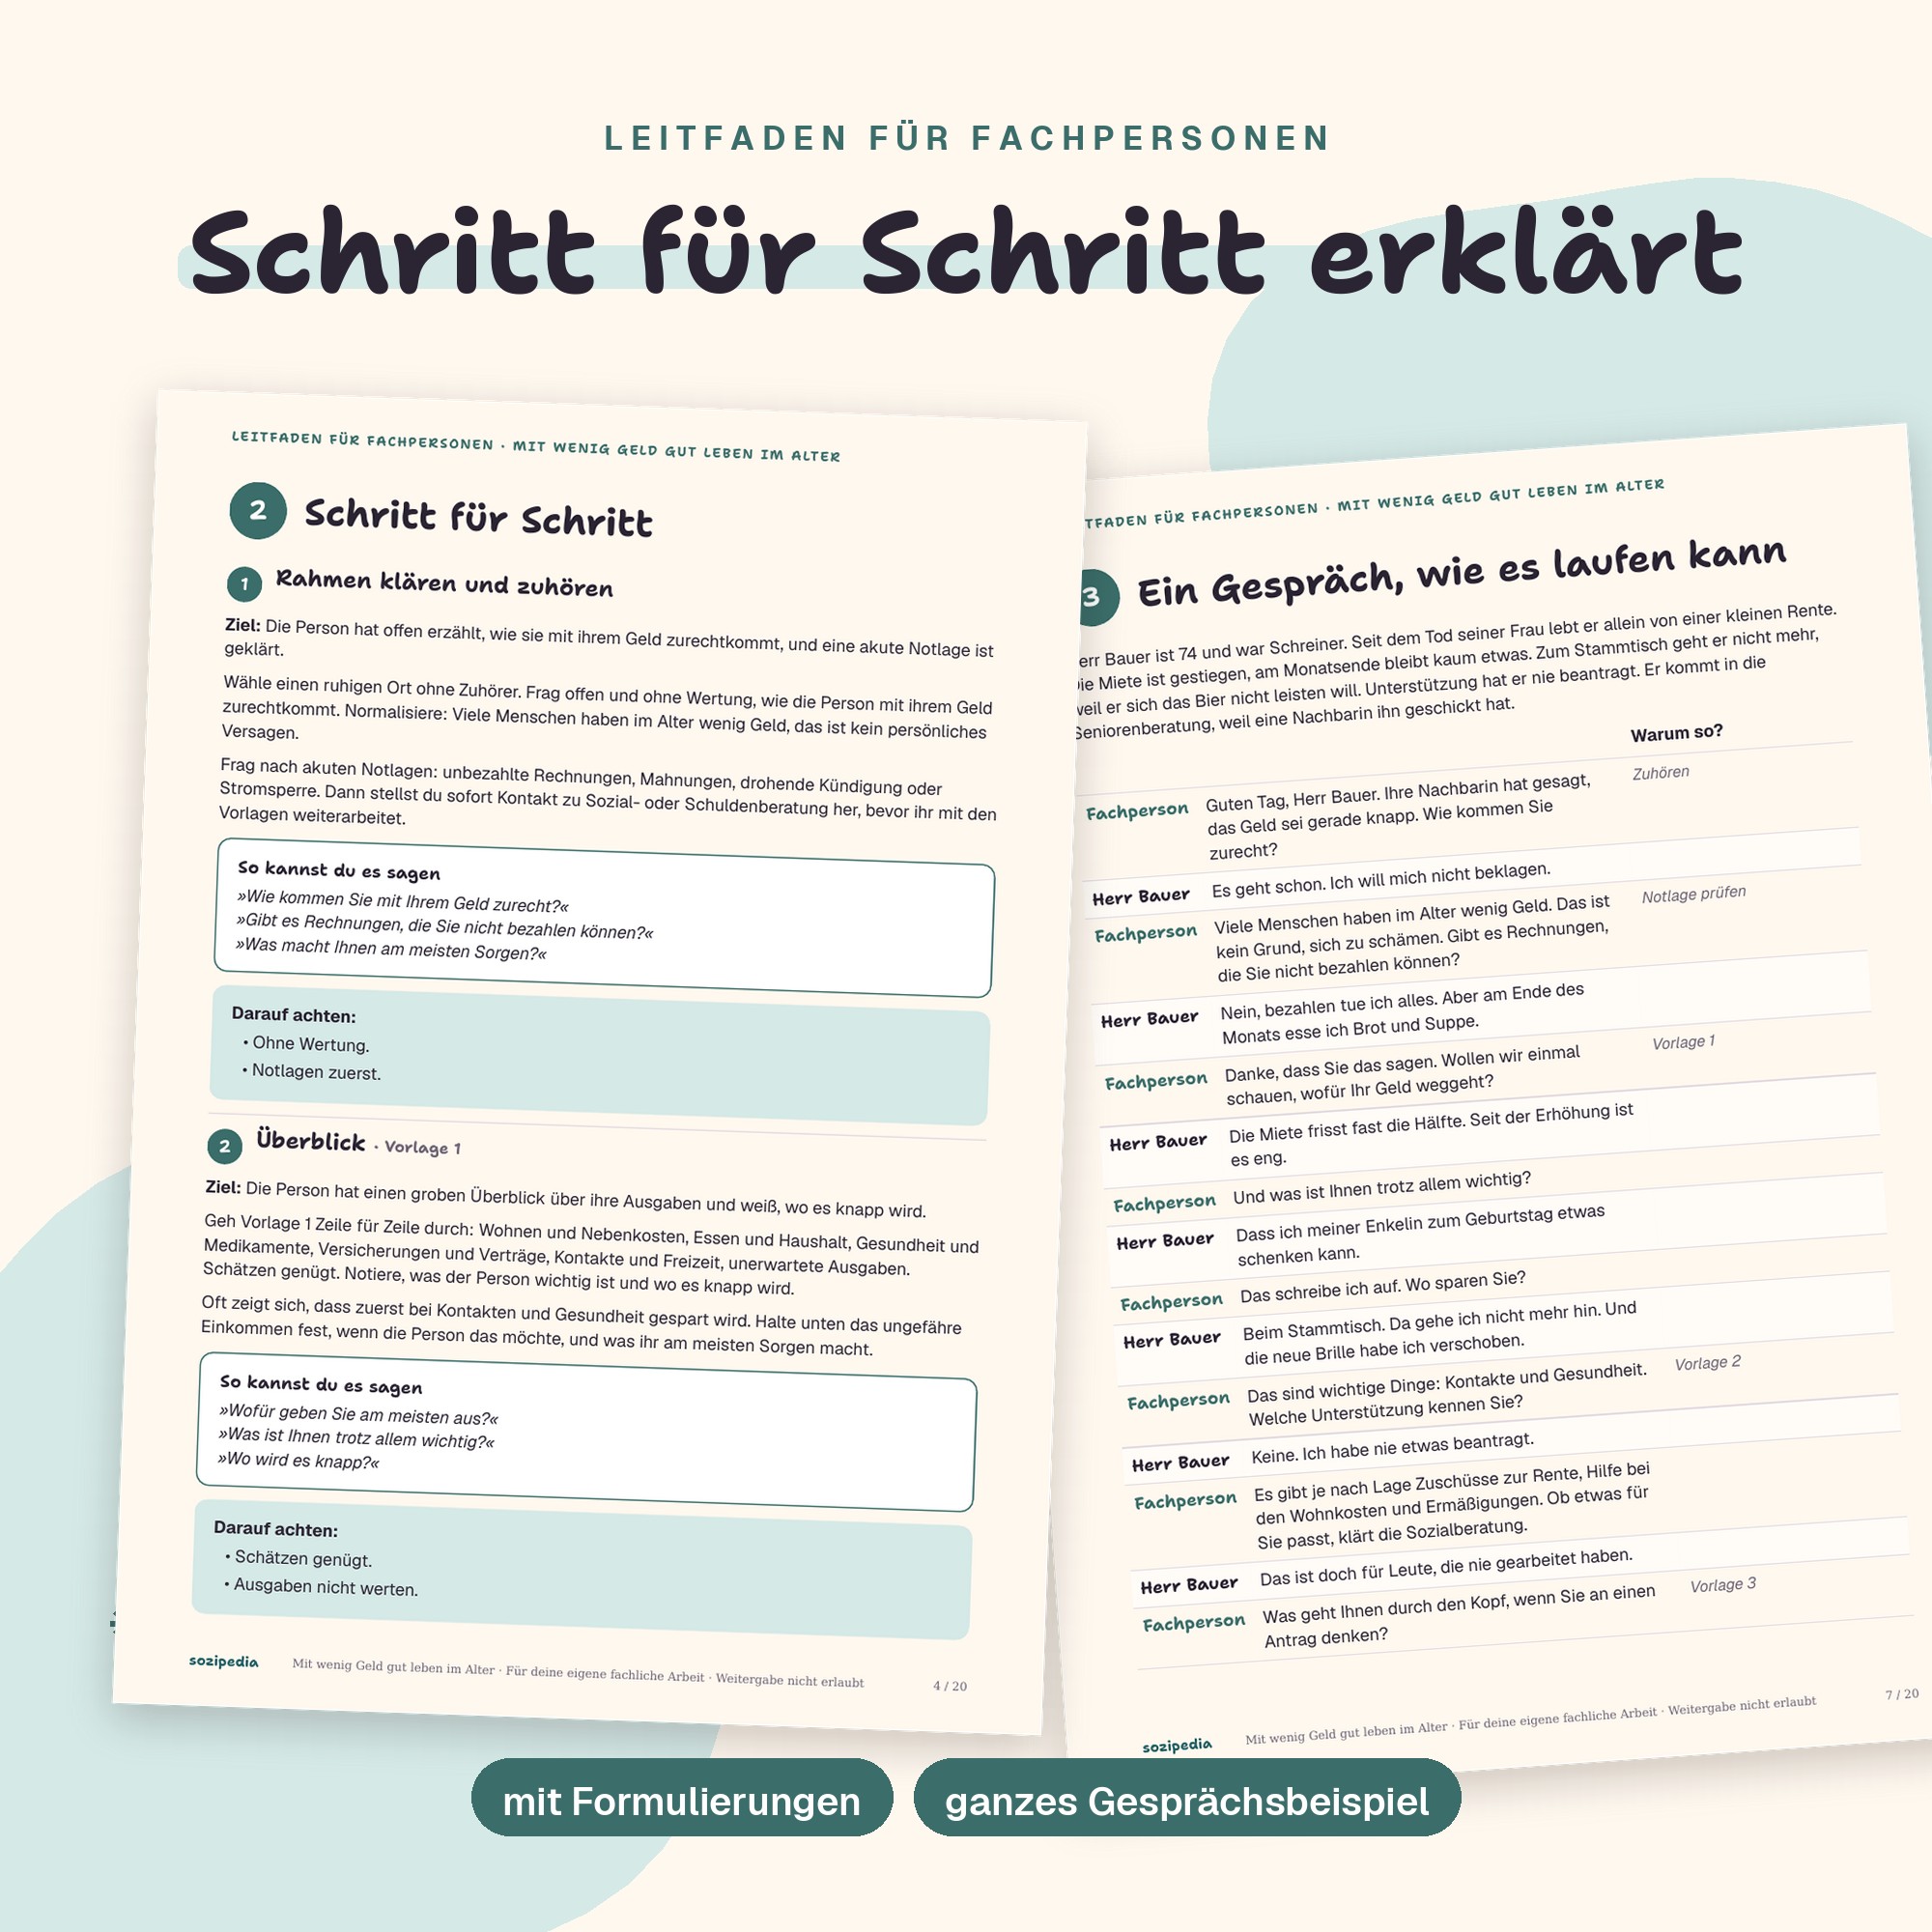 LEITFADEN FÜR FACHPERSONEN
Schritt für Schritt erklärt
LEITFADEN FÜR FACHPERSONEN · MIT WENIG GELD GUT LEBEN IM ALTER
2 Schritt für Schritt
1 Rahmen klären und zuhören
Ziel: Die Person hat offen erzählt, wie sie mit ihrem Geld zurechtkommt, und eine akute Notlage ist
geklärt.
Wähle einen ruhigen Ort ohne Zuhörer. Frag offen und ohne Wertung, wie die Person mit ihrem Geld
zurechtkommt. Normalisiere: Viele Menschen haben im Alter wenig Geld, das ist kein persönliches
Versagen.
Frag nach akuten Notlagen: unbezahlte Rechnungen, Mahnungen, drohende Kündigung oder
Stromsperre. Dann stellst du sofort Kontakt zu Sozial- oder Schuldenberatung her, bevor ihr mit den
Vorlagen weiterarbeitet.
So kannst du es sagen
»Wie kommen Sie mit Ihrem Geld zurecht?«
»Gibt es Rechnungen, die Sie nicht bezahlen können?«
»Was macht Ihnen am meisten Sorgen?«
Darauf achten:
• Ohne Wertung.
• Notlagen zuerst.
2 Überblick · Vorlage 1
Ziel: Die Person hat einen groben Überblick über ihre Ausgaben und weiß, wo es knapp wird.
Geh Vorlage 1 Zeile für Zeile durch: Wohnen und Nebenkosten, Essen und Haushalt, Gesundheit und
Medikamente, Versicherungen und Verträge, Kontakte und Freizeit, unerwartete Ausgaben.
Schätzen genügt. Notiere, was der Person wichtig ist und wo es knapp wird.
Oft zeigt sich, dass zuerst bei Kontakten und Gesundheit gespart wird. Halte unten das ungefähre
Einkommen fest, wenn die Person das möchte, und was ihr am meisten Sorgen macht.
So kannst du es sagen
»Wofür geben Sie am meisten aus?«
»Was ist Ihnen trotz allem wichtig?«
»Wo wird es knapp?«
Darauf achten:
• Schätzen genügt.
• Ausgaben nicht werten.
sozipedia Mit wenig Geld gut leben im Alter · Für deine eigene fachliche Arbeit · Weitergabe nicht erlaubt 4 / 20
TFADEN FÜR FACHPERSONEN · MIT WENIG GELD GUT LEBEN IM ALTER
3 Ein Gespräch, wie es laufen kann
err Bauer ist 74 und war Schreiner. Seit dem Tod seiner Frau lebt er allein von einer kleinen Rente.
ie Miete ist gestiegen, am Monatsende bleibt kaum etwas. Zum Stammtisch geht er nicht mehr,
weil er sich das Bier nicht leisten will. Unterstützung hat er nie beantragt. Er kommt in die
Seniorenberatung, weil eine Nachbarin ihn geschickt hat.
Warum so?
Fachperson Guten Tag, Herr Bauer. Ihre Nachbarin hat gesagt, Zuhören
das Geld sei gerade knapp. Wie kommen Sie
zurecht?
Herr Bauer Es geht schon. Ich will mich nicht beklagen.
Fachperson Viele Menschen haben im Alter wenig Geld. Das ist Notlage prüfen
kein Grund, sich zu schämen. Gibt es Rechnungen,
die Sie nicht bezahlen können?
Herr Bauer Nein, bezahlen tue ich alles. Aber am Ende des
Monats esse ich Brot und Suppe.
Fachperson Danke, dass Sie das sagen. Wollen wir einmal Vorlage 1
schauen, wofür Ihr Geld weggeht?
Herr Bauer Die Miete frisst fast die Hälfte. Seit der Erhöhung ist
es eng.
Fachperson Und was ist Ihnen trotz allem wichtig?
Herr Bauer Dass ich meiner Enkelin zum Geburtstag etwas
schenken kann.
Fachperson Das schreibe ich auf. Wo sparen Sie?
Herr Bauer Beim Stammtisch. Da gehe ich nicht mehr hin. Und
die neue Brille habe ich verschoben.
Fachperson Das sind wichtige Dinge: Kontakte und Gesundheit. Vorlage 2
Welche Unterstützung kennen Sie?
Herr Bauer Keine. Ich habe nie etwas beantragt.
Fachperson Es gibt je nach Lage Zuschüsse zur Rente, Hilfe bei
den Wohnkosten und Ermäßigungen. Ob etwas für
Sie passt, klärt die Sozialberatung.
Herr Bauer Das ist doch für Leute, die nie gearbeitet haben.
Fachperson Was geht Ihnen durch den Kopf, wenn Sie an einen Vorlage 3
Antrag denken?
sozipedia Mit wenig Geld gut leben im Alter · Für deine eigene fachliche Arbeit · Weitergabe nicht erlaubt 7 / 20
mit Formulierungen
ganzes Gesprächsbeispiel